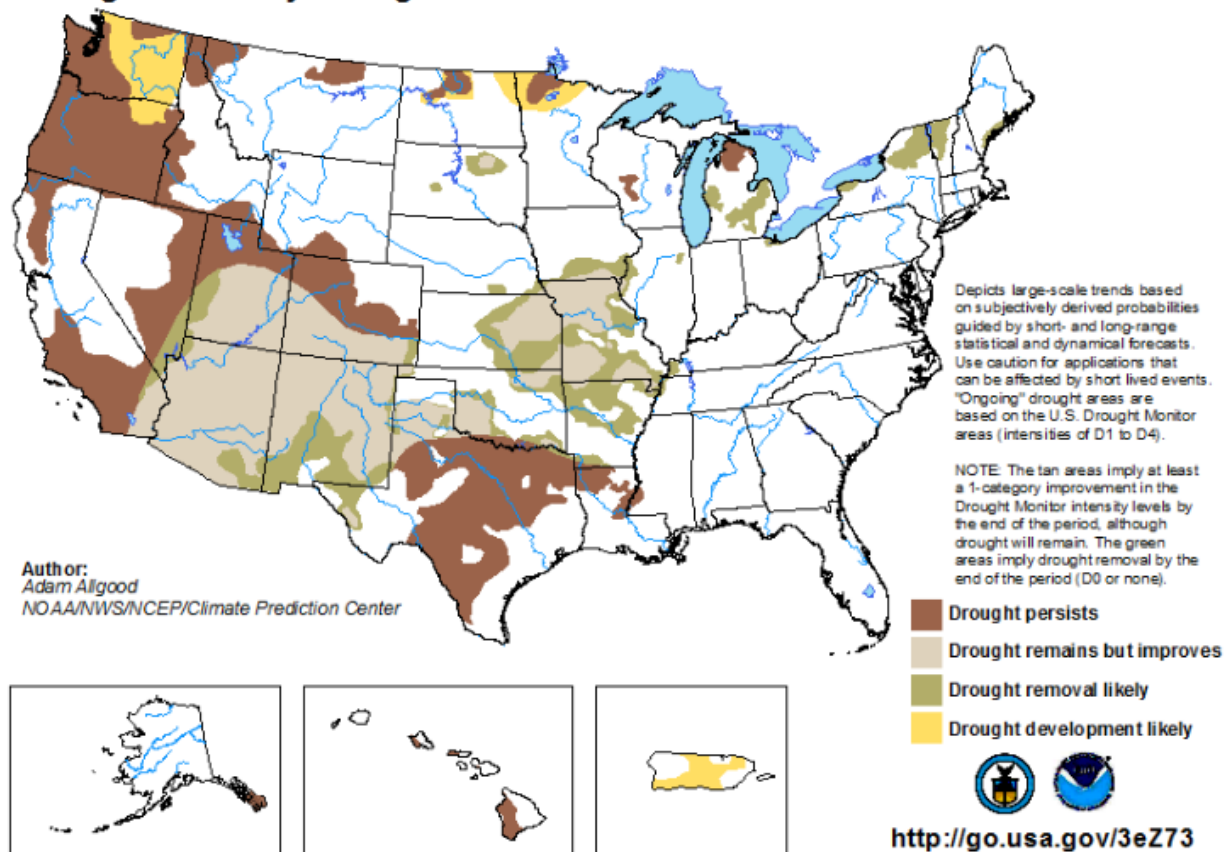 Depicts large-scale trends based
on subjectively derived probabilities
guided by short- and long-range
statistical and dynamical forecasts.
Use caution for applications that
can be affected by short lived events.
"Ongoing" drought areas are
based on the U.S. Drought Monitor
areas (intensities of D1 to D4).
NOTE: The tan areas imply at least
a 1-category improvement in the
Drought Monitor intensity levels by
the end of the period, although
drought will remain. The green
areas imply drought removal by the
end of the period (D0 or none).
Author:
Adam Allgood
NOAA/NWS/NCEP/Climate Prediction Center
Drought persists
Drought remains but improves
Drought removal likely
Drought development likely
http://go.usa.gov/3eZ73